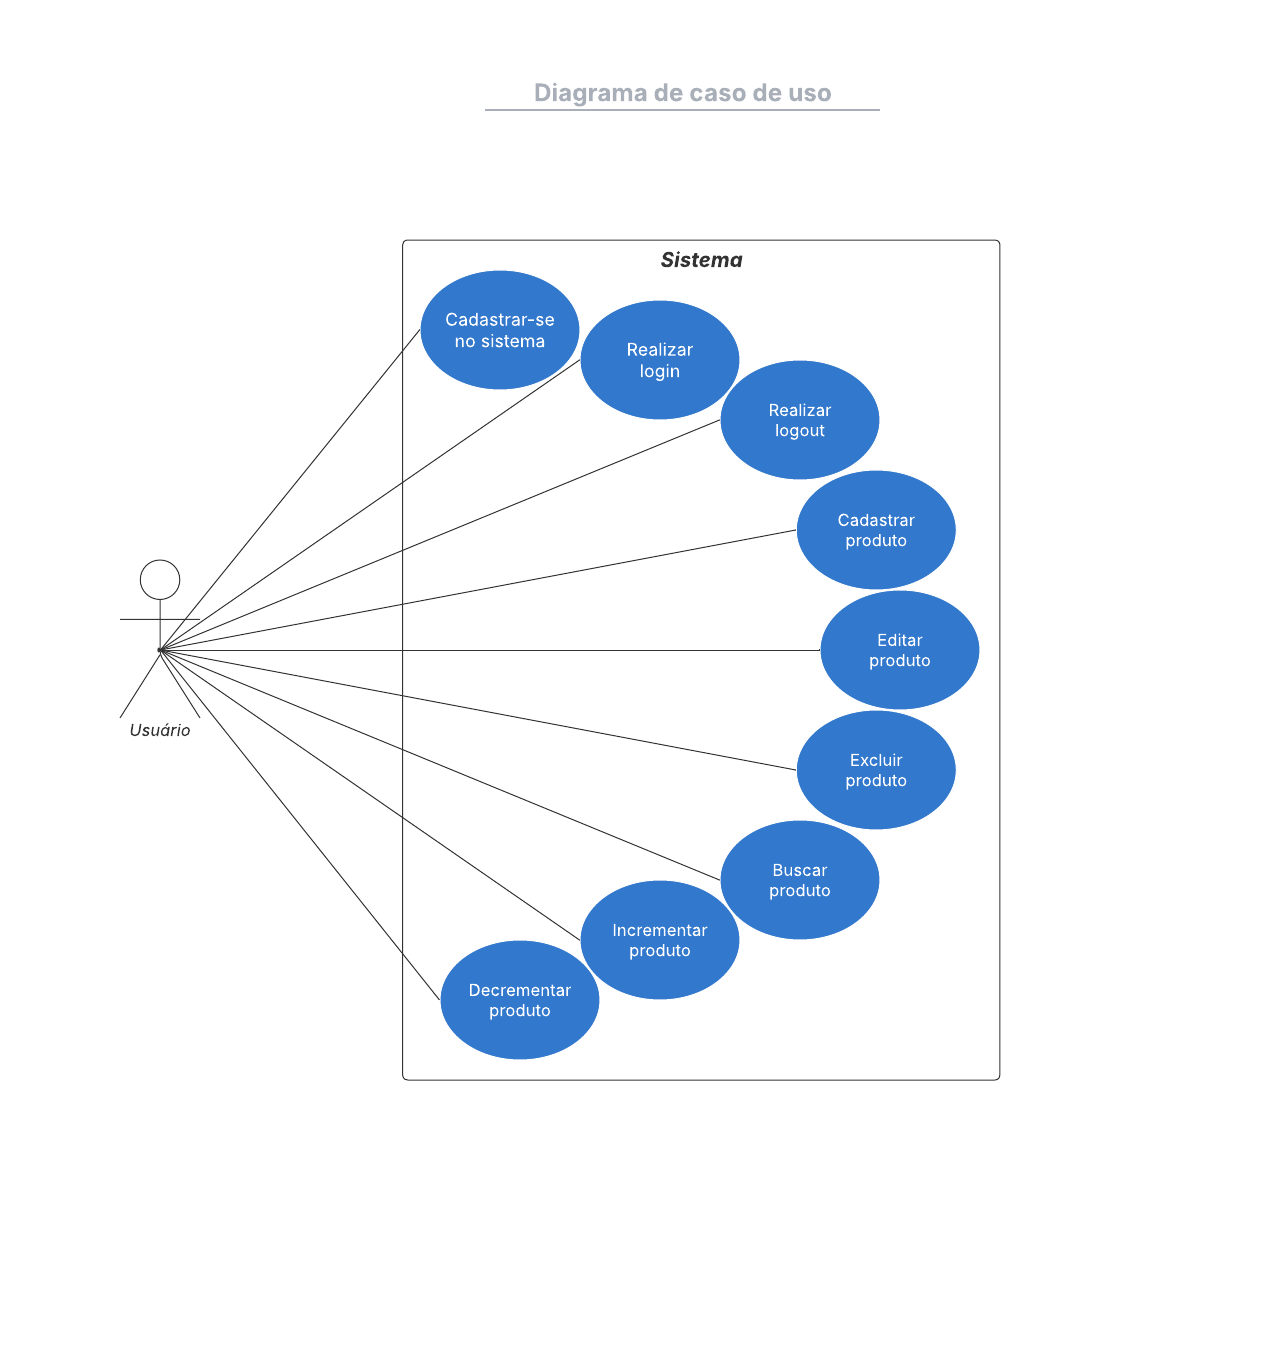 Diagrama de caso de uso
Sistema
Cadastrar-se
no sistema
Realizar
login
Realizar
logout
Cadastrar
produto
Editar
produto
Excluir
produto
Buscar
produto
Incrementar
produto
Decrementar
produto
Usuário